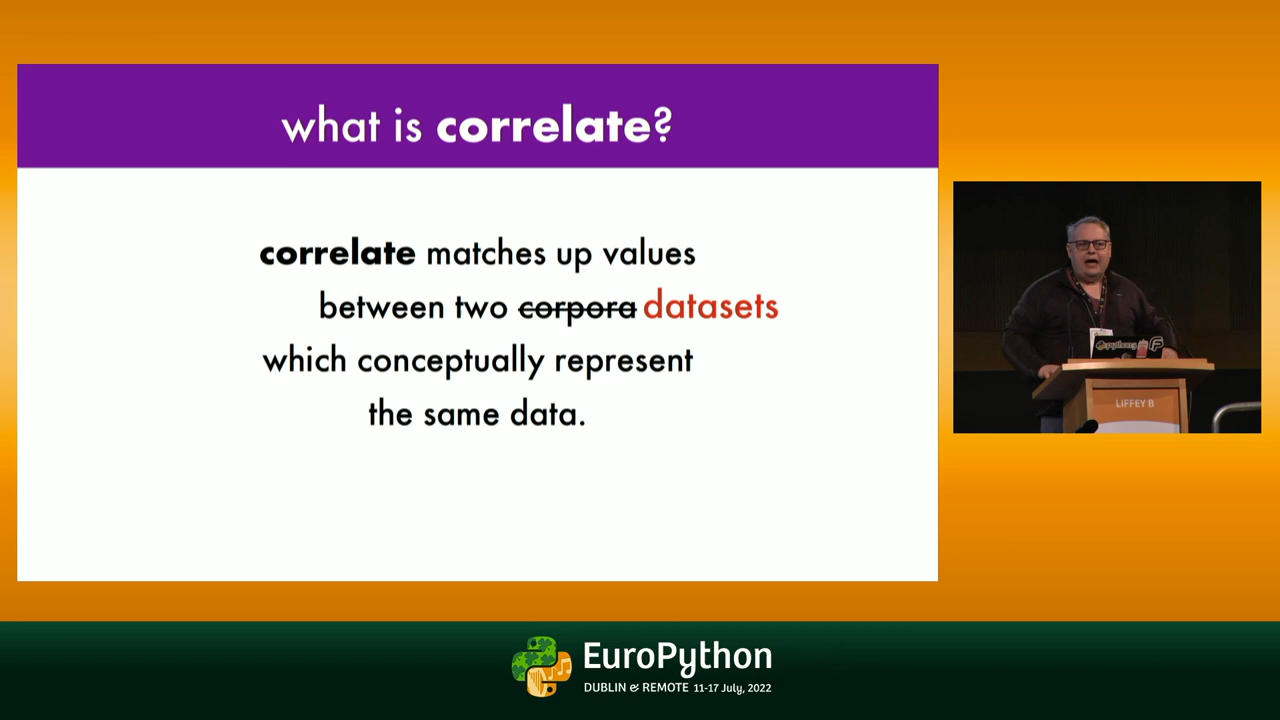 what is correlate?
correlate matches up values
between two corpora datasets
which conceptually represent
the same data.
LIFFEY B
EuroPython
DUBLIN & REMOTE 11-17 July, 2022